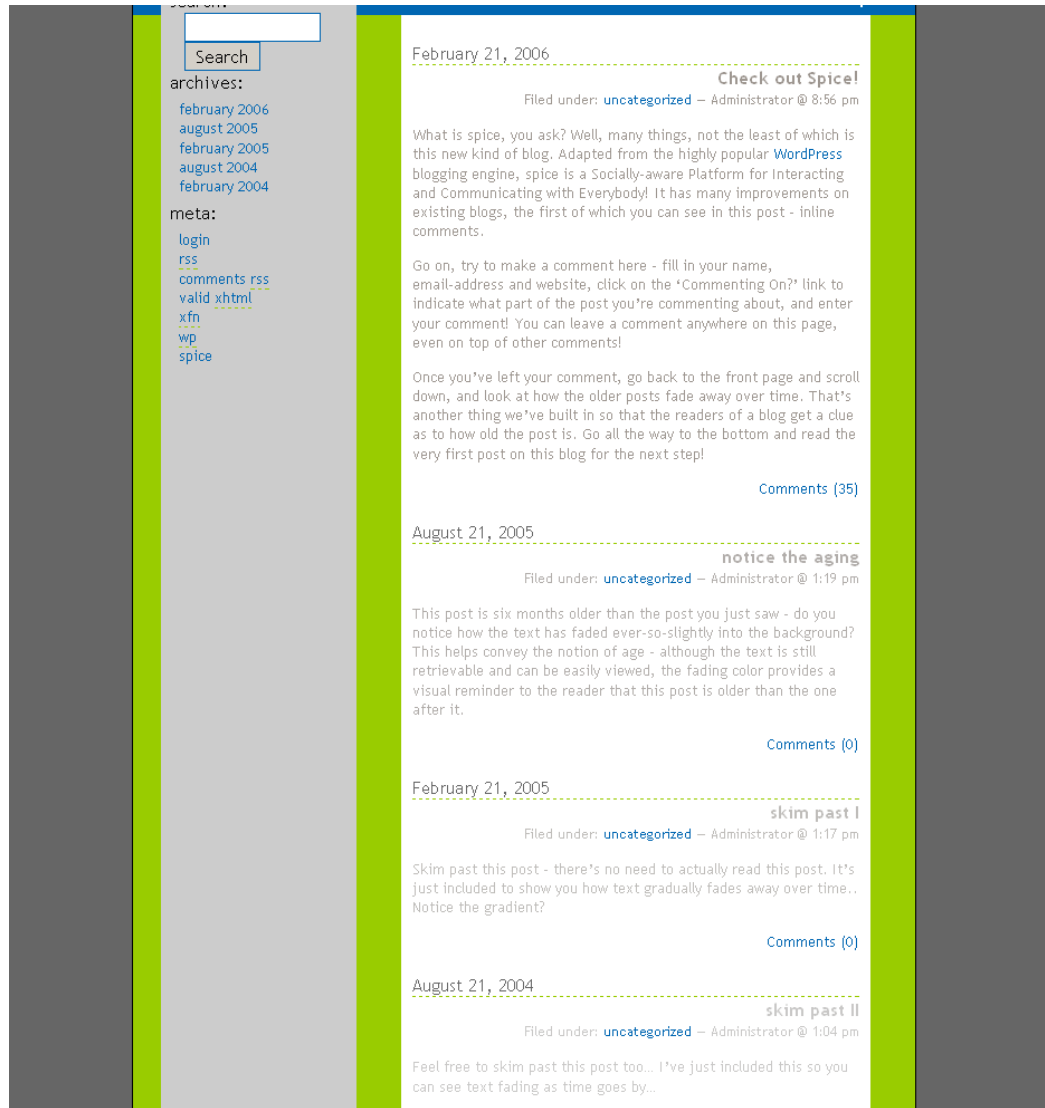 search:
Search
archives:
february 2006
august 2005
february 2005
august 2004
february 2004
meta:
login
rss
comments rss
valid xhtml
xfn
wp
spice
February 21, 2006
Check out Spice!
Filed under: uncategorized — Administrator @ 8:56 pm
What is spice, you ask? Well, many things, not the least of which is
this new kind of blog. Adapted from the highly popular WordPress
blogging engine, spice is a Socially-aware Platform for Interacting
and Communicating with Everybody! It has many improvements on
existing blogs, the first of which you can see in this post - inline
comments.
Go on, try to make a comment here - fill in your name,
email-address and website, click on the ‘Commenting On?’ link to
indicate what part of the post you’re commenting about, and enter
your comment! You can leave a comment anywhere on this page,
even on top of other comments!
Once you’ve left your comment, go back to the front page and scroll
down, and look at how the older posts fade away over time. That’s
another thing we’ve built in so that the readers of a blog get a clue
as to how old the post is. Go all the way to the bottom and read the
very first post on this blog for the next step!
Comments (35)
August 21, 2005
notice the aging
Filed under: uncategorized — Administrator @ 1:19 pm
This post is six months older than the post you just saw - do you
notice how the text has faded ever-so-slightly into the background?
This helps convey the notion of age - although the text is still
retrievable and can be easily viewed, the fading color provides a
visual reminder to the reader that this post is older than the one
after it.
Comments (0)
February 21, 2005
skim past I
Filed under: uncategorized — Administrator @ 1:17 pm
Skim past this post - there’s no need to actually read this post. It’s
just included to show you how text gradually fades away over time..
Notice the gradient?
Comments (0)
August 21, 2004
skim past II
Filed under: uncategorized — Administrator @ 1:04 pm
Feel free to skim past this post too... I’ve just included this so you
can see text fading as time goes by...